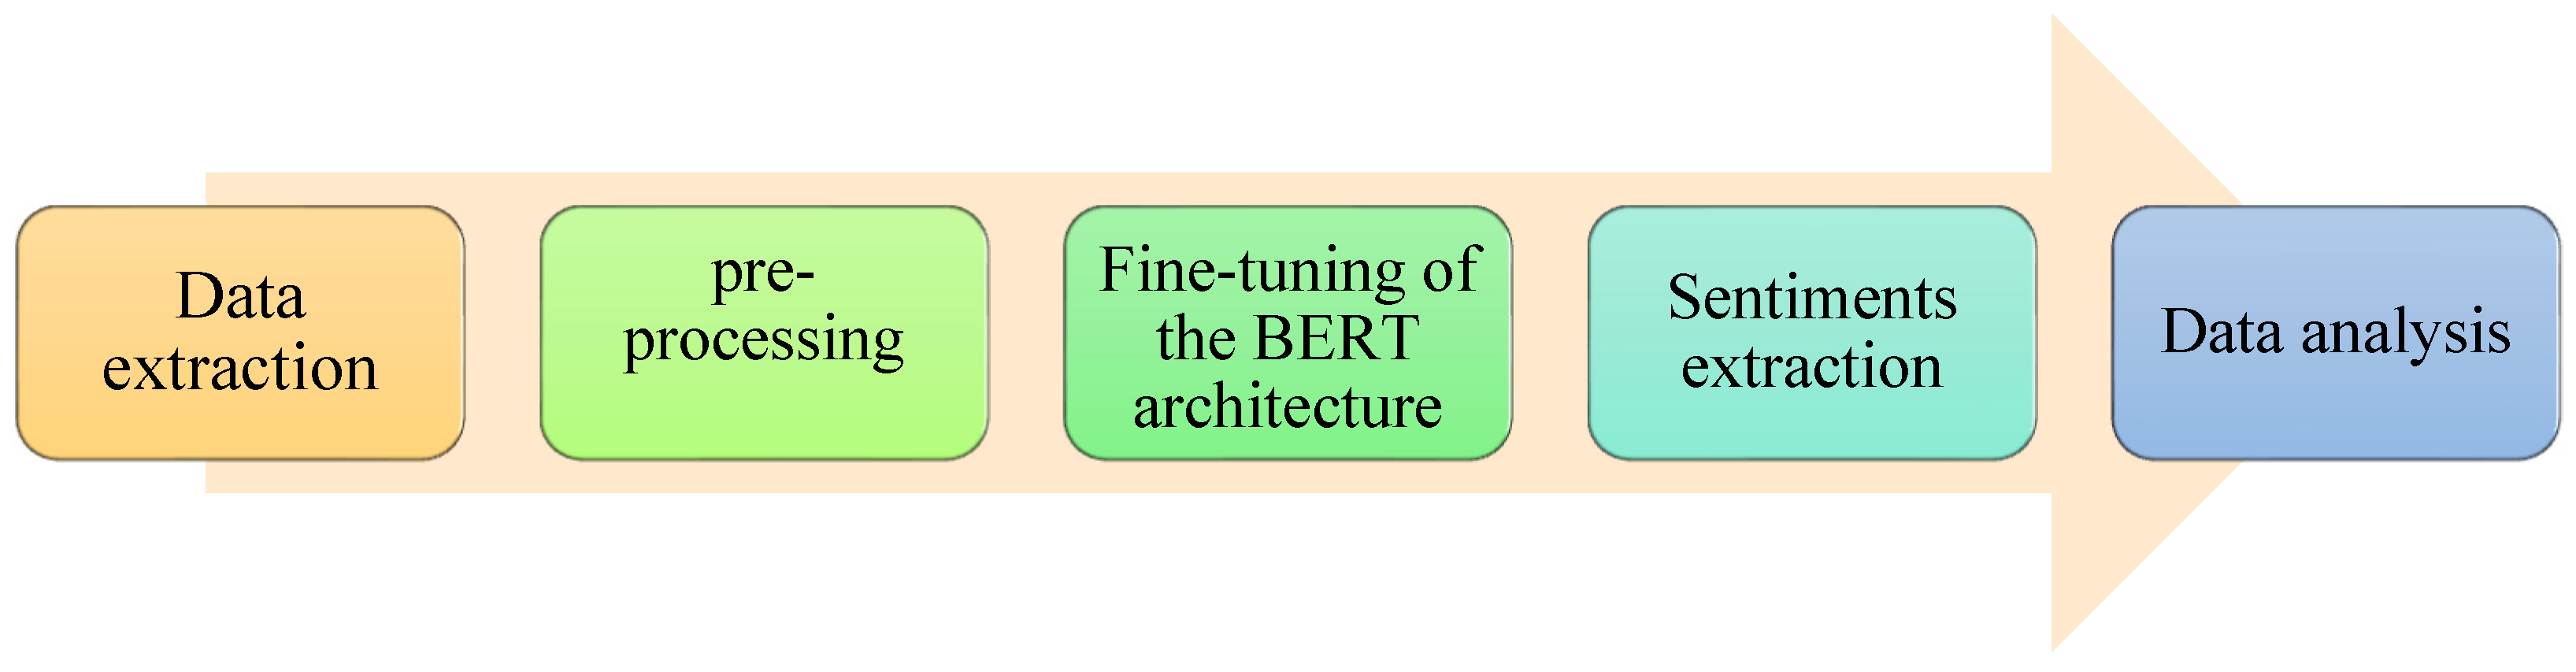 Data
extraction
pre-
processing
Fine-tuning of
the BERT
architecture
Sentiments
extraction
Data analysis